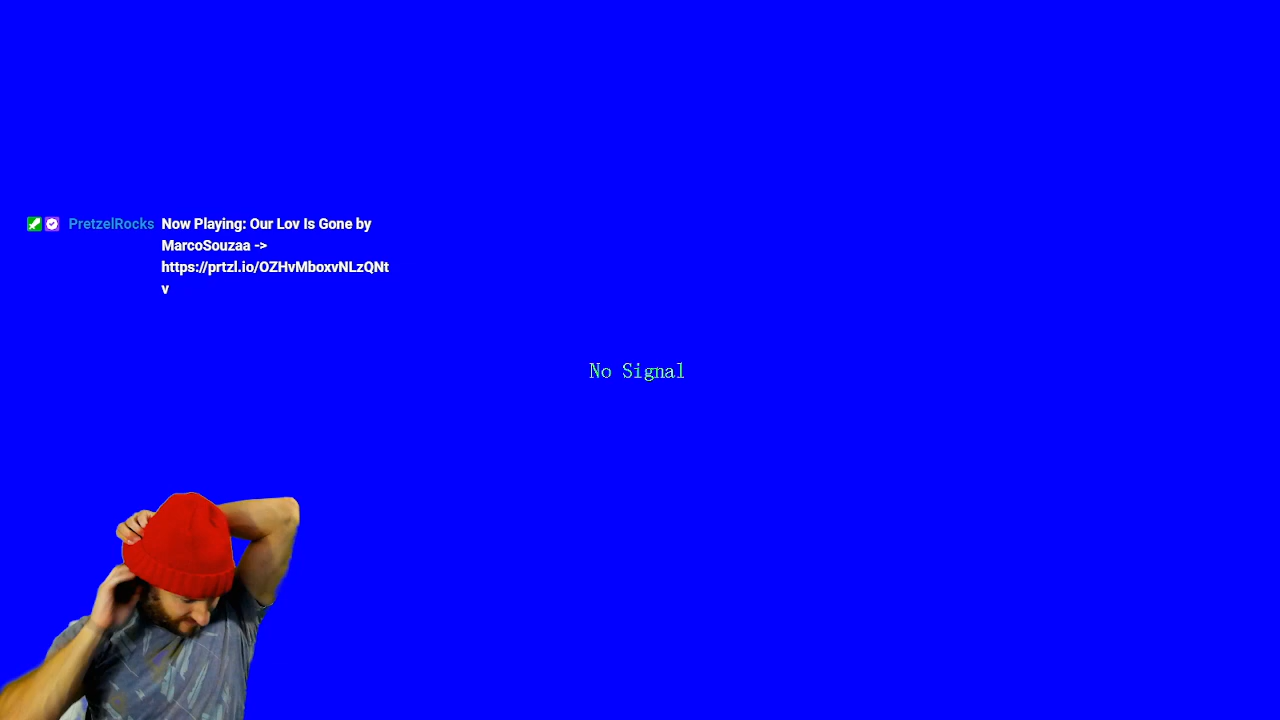 PretzelRocks Now Playing: Our Lov Is Gone by
MarcoSouzaa ->
https://prtzl.io/OZHvMboxvNLzQNt
v
No Signal